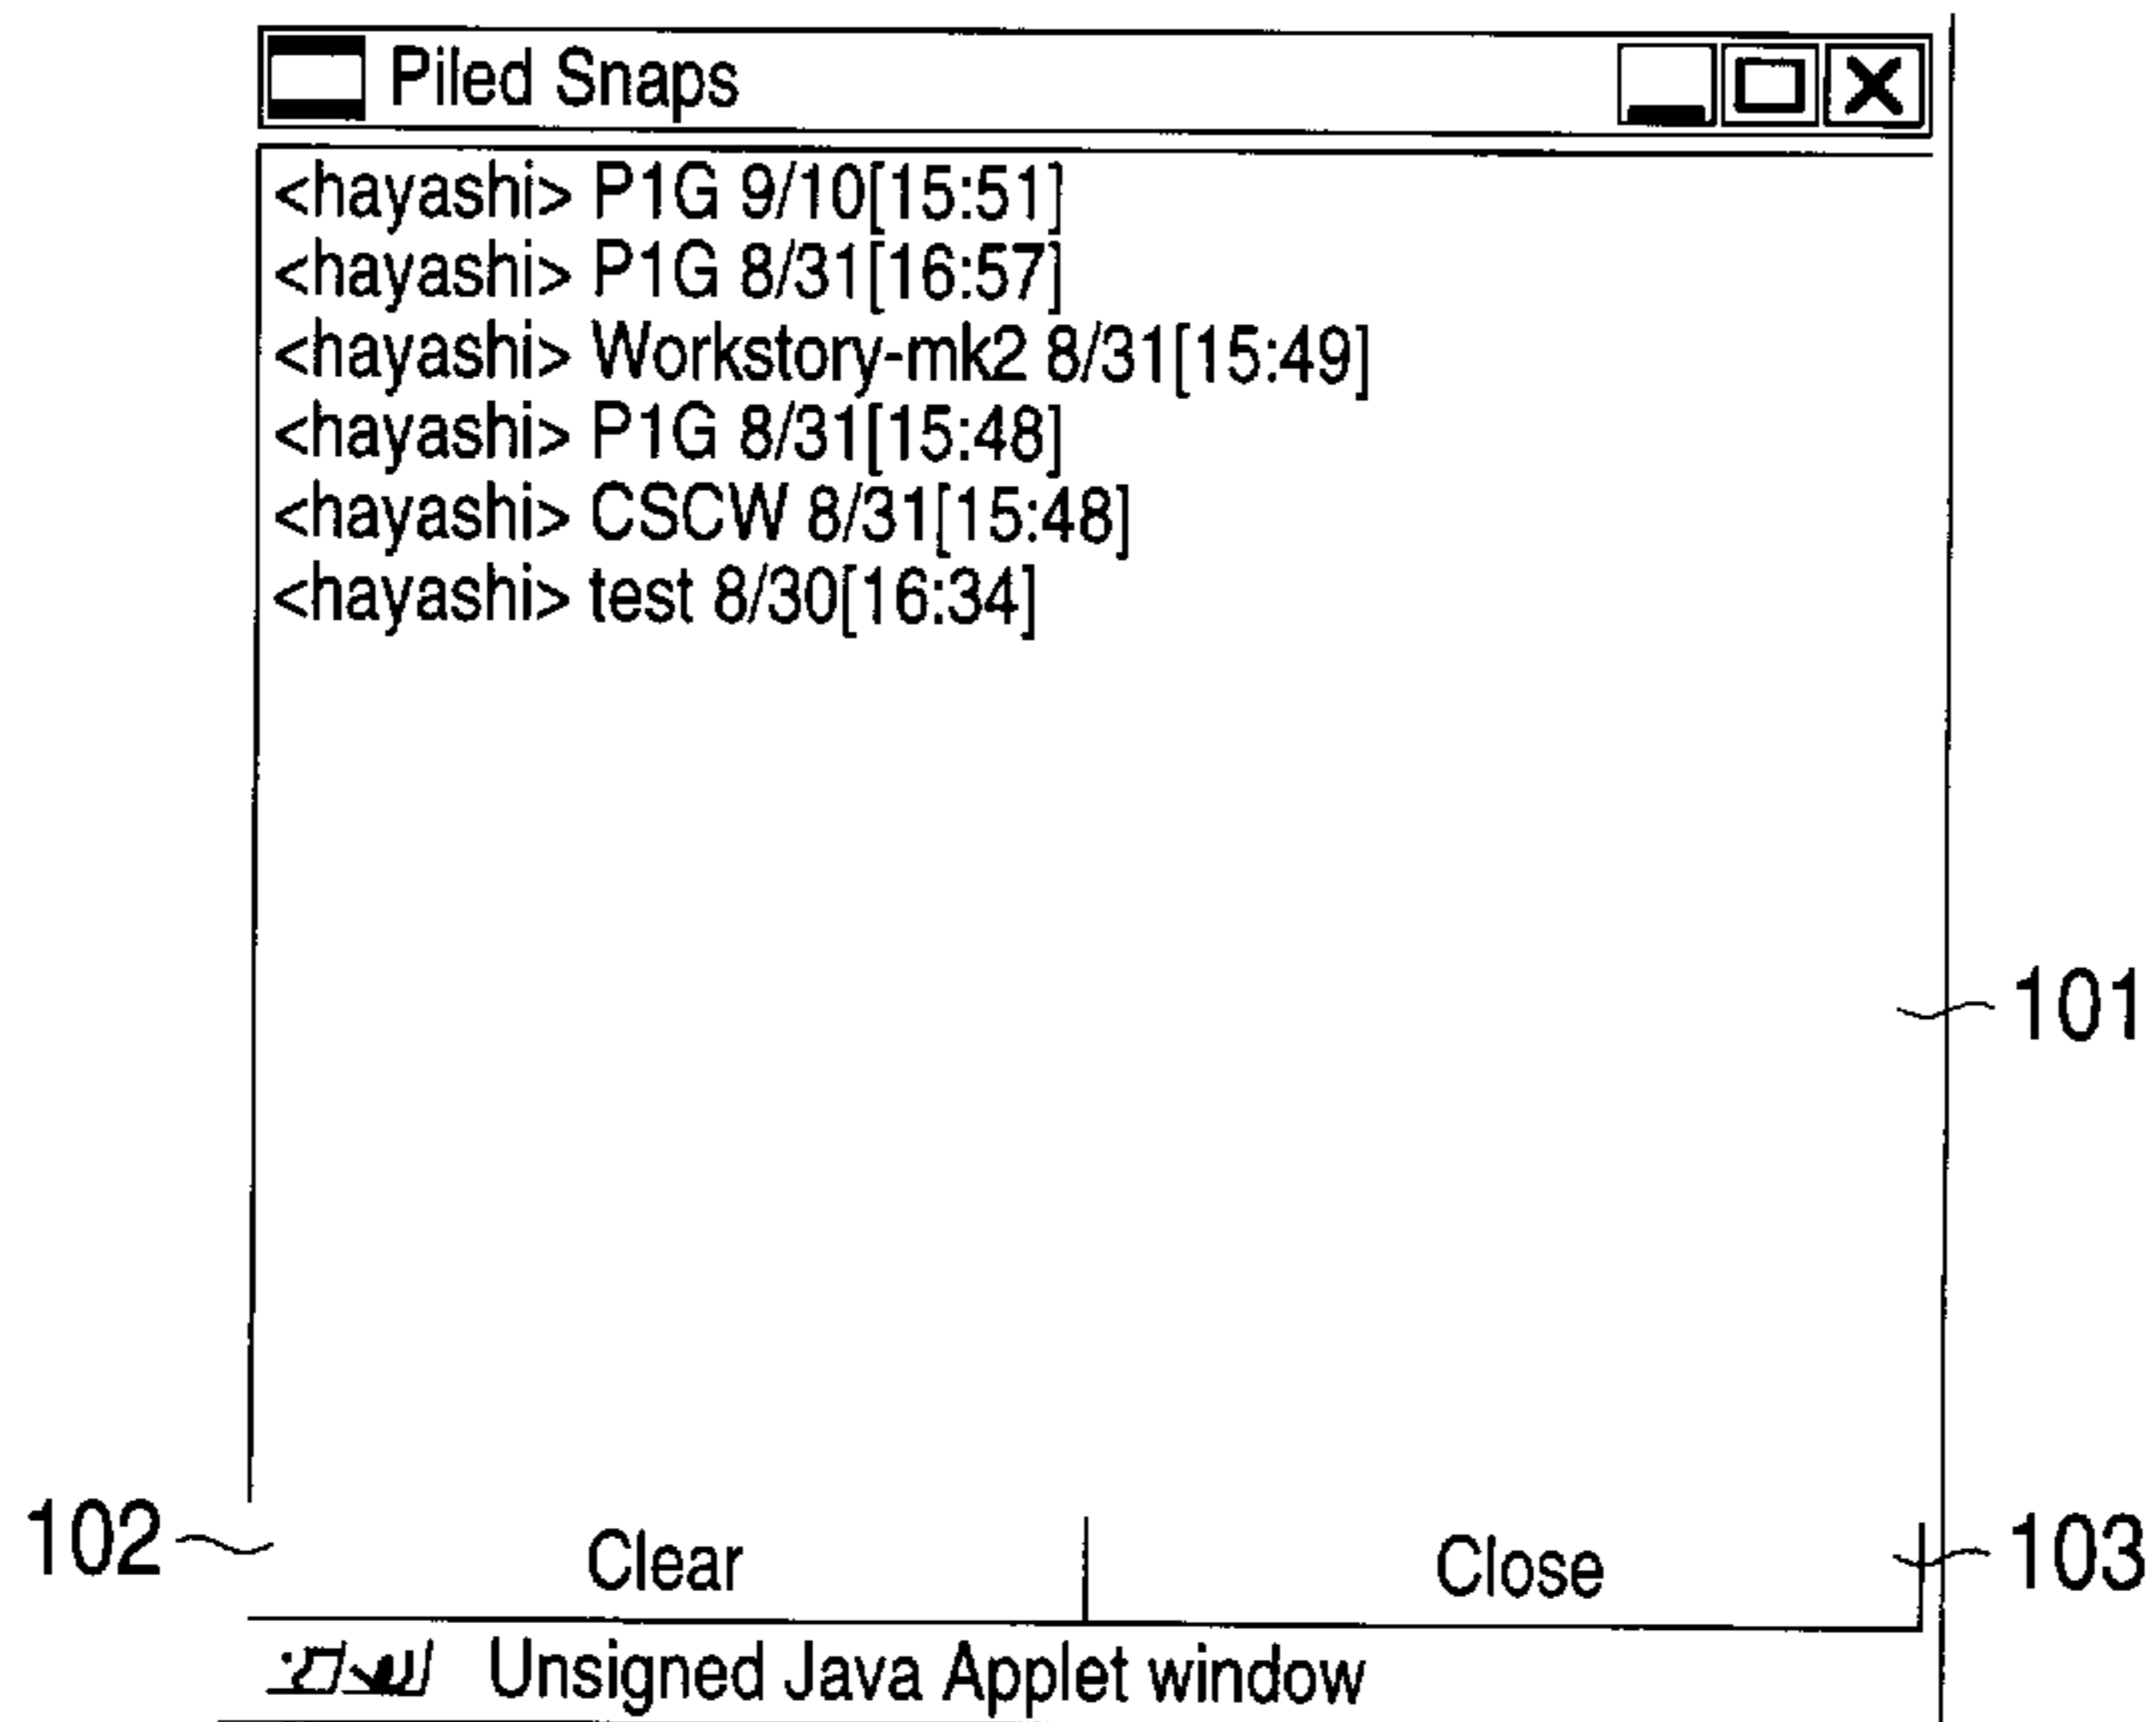 Piled Snaps
<hayashi> P1G 9/10[15:51]
<hayashi> P1G 8/31[16:57]
<hayashi> Workstory-mk2 8/31[15:49]
<hayashi> P1G 8/31[15:48]
<hayashi> CSCW 8/31[15:48]
<hayashi> test 8/30[16:34]
101
102 Clear Close 103
Unsigned Java Applet window